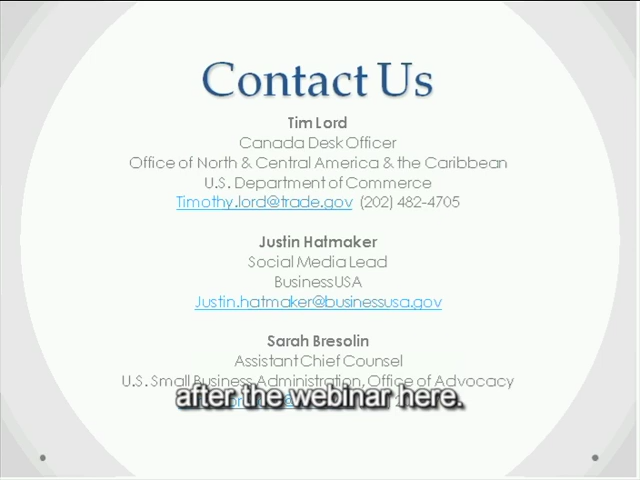 Contact Us
Tim Lord
Canada Desk Officer
Office of North & Central America & the Caribbean
U.S. Department of Commerce
Timothy.lord@trade.gov (202) 482-4705
Justin Hatmaker
Social Media Lead
BusinessUSA
Justin.hatmaker@businessusa.gov
Sarah Bresolin
Assistant Chief Counsel
U.S. Small Business Administration, Office of Advocacy
after the webinar here.